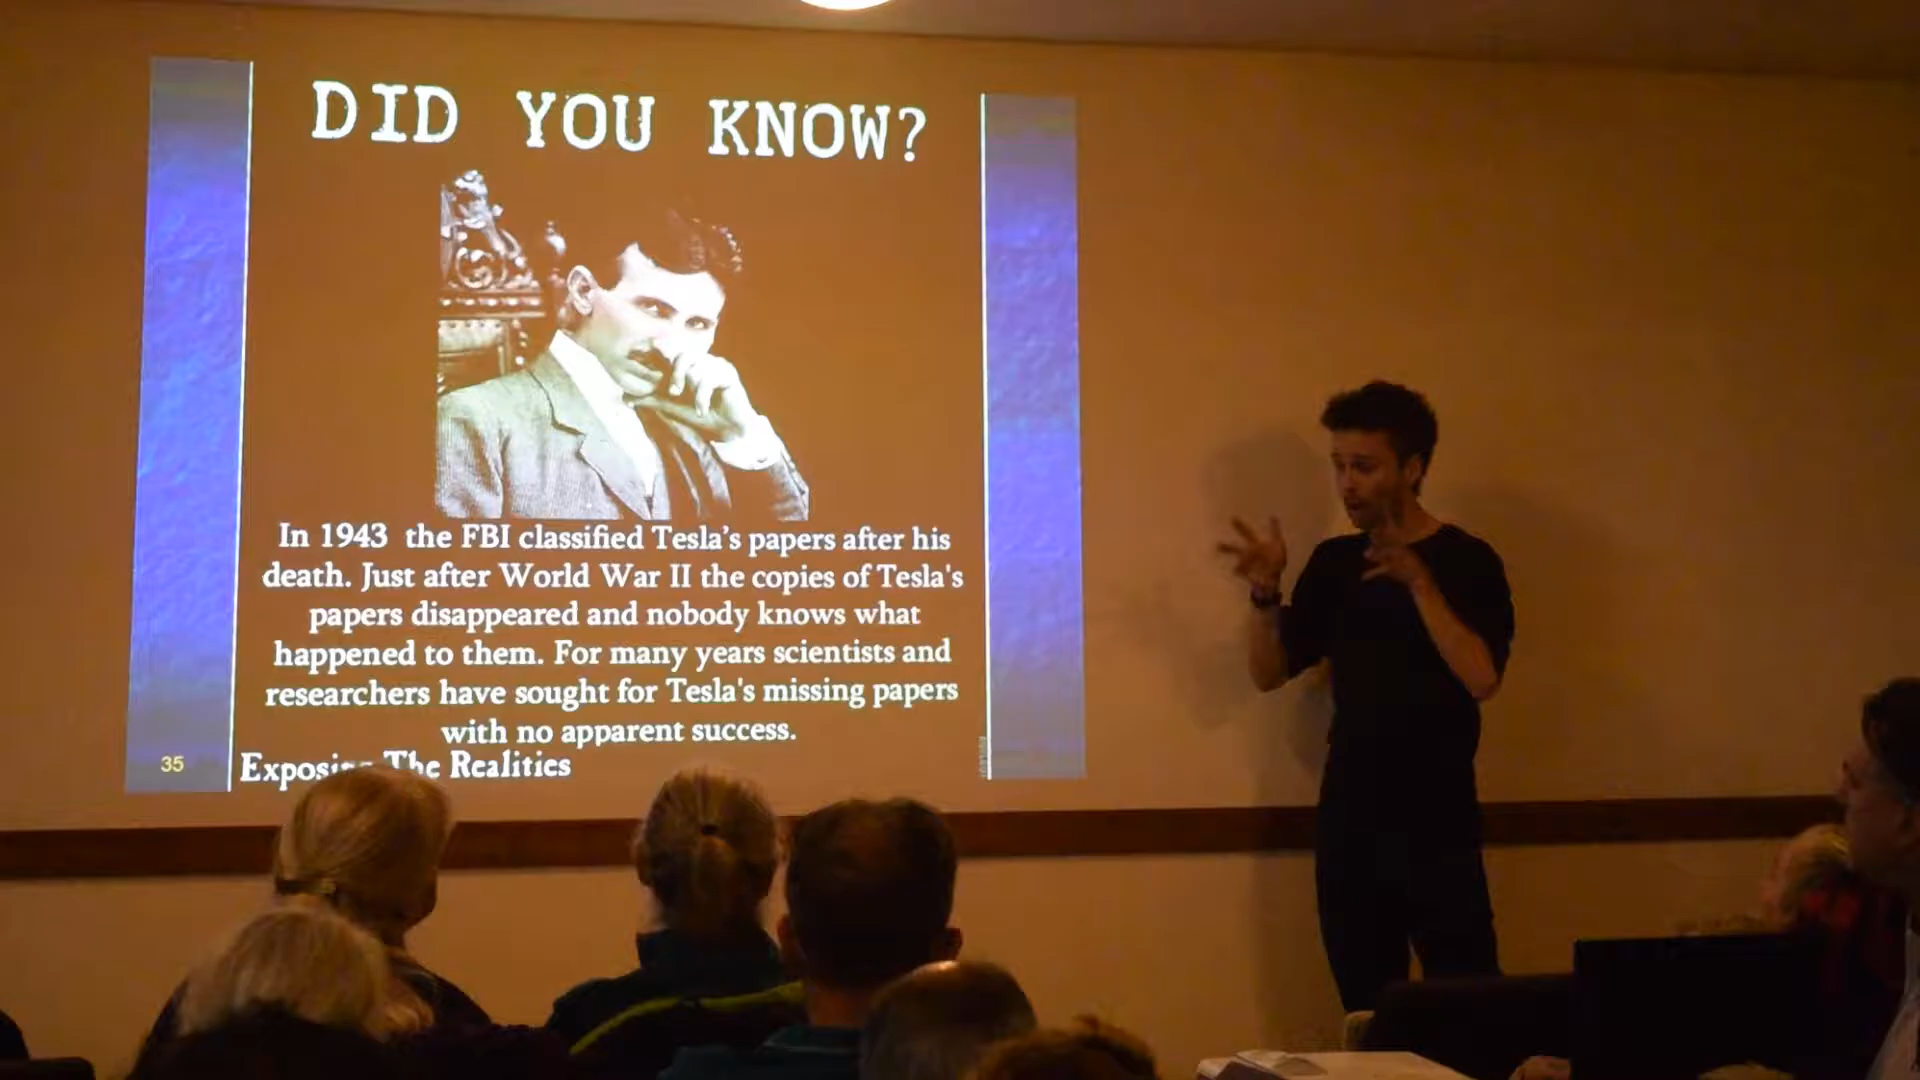 DID YOU KNOW?
In 1943 the FBI classified Tesla's papers after his
death. Just after World War II the copies of Tesla's
papers disappeared and nobody knows what
happened to them. For many years scientists and
researchers have sought for Tesla's missing papers
with no apparent success.
35
The Realities